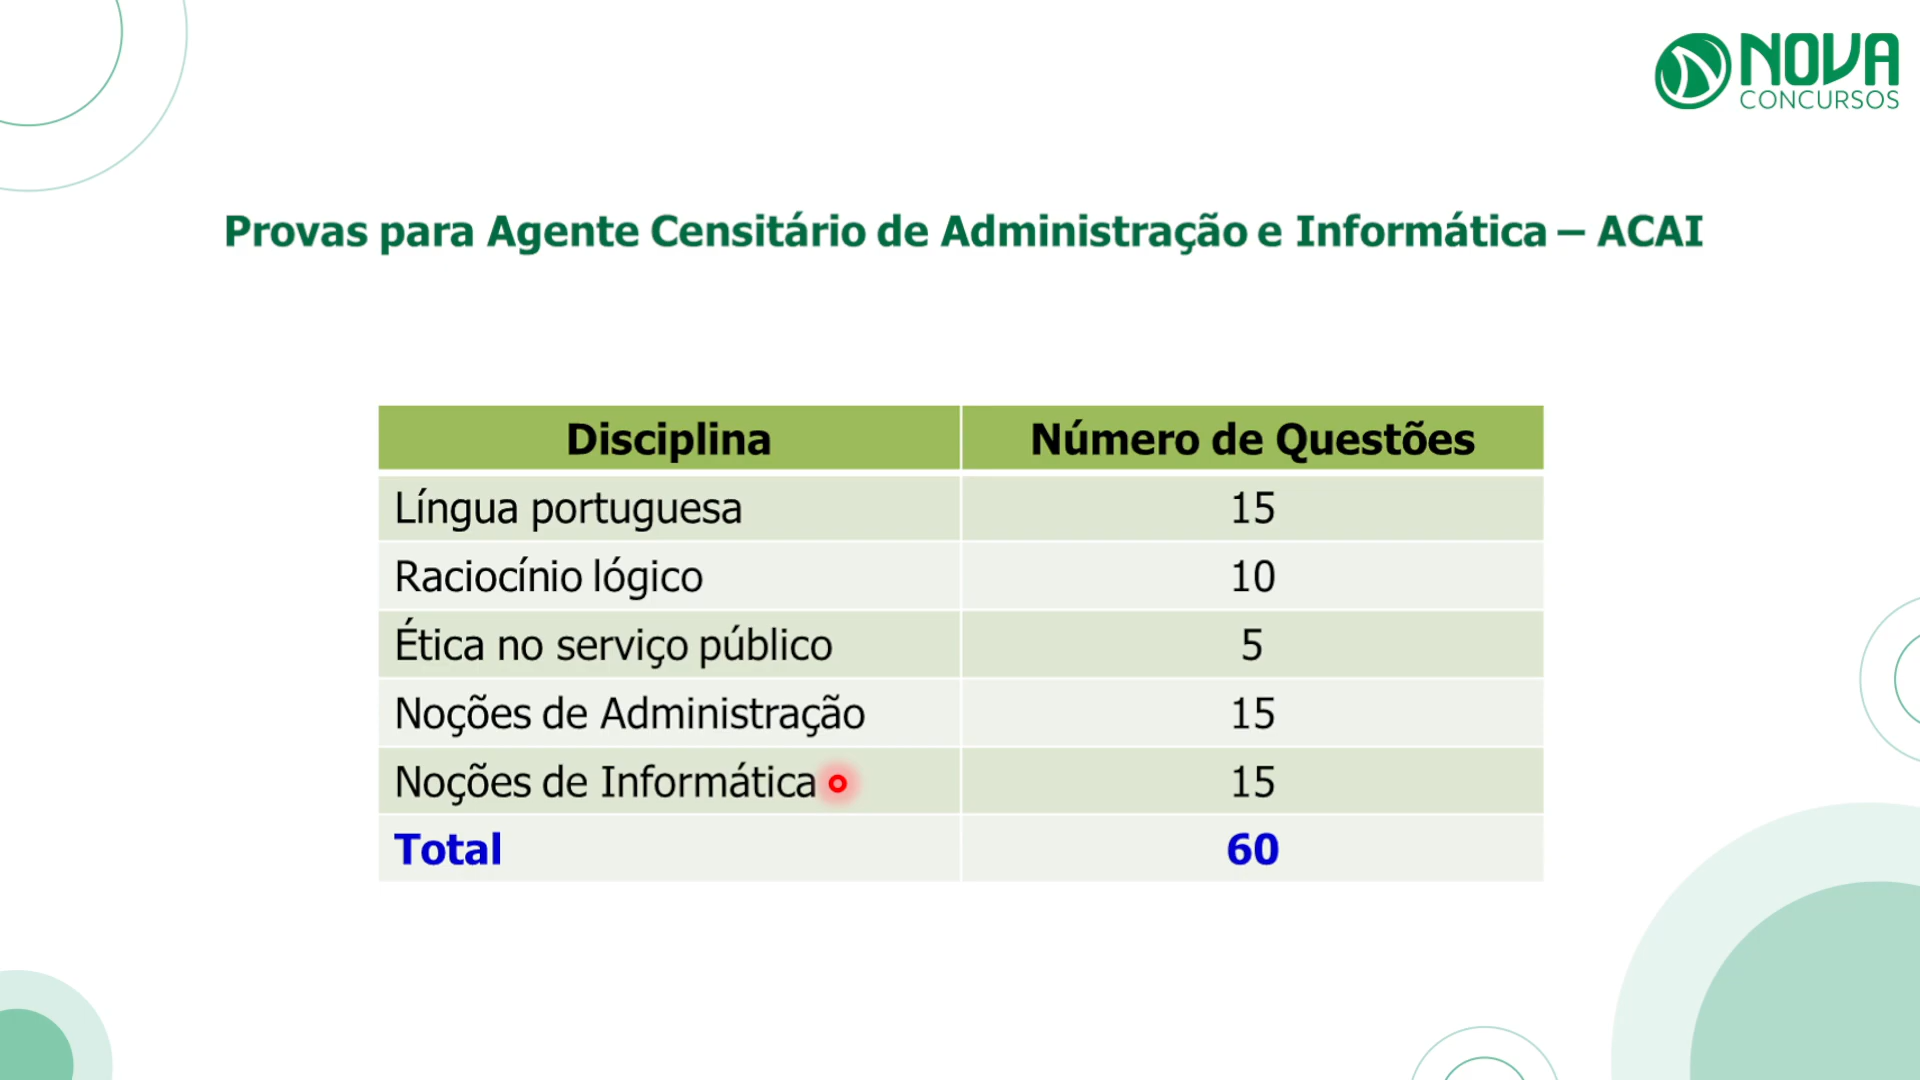 NOVA
CONCURSOS
Provas para Agente Censitário de Administração e Informática – ACAI
Disciplina Número de Questões
Língua portuguesa 15
Raciocínio lógico 10
Ética no serviço público 5
Noções de Administração 15
Noções de Informática 15
Total 60